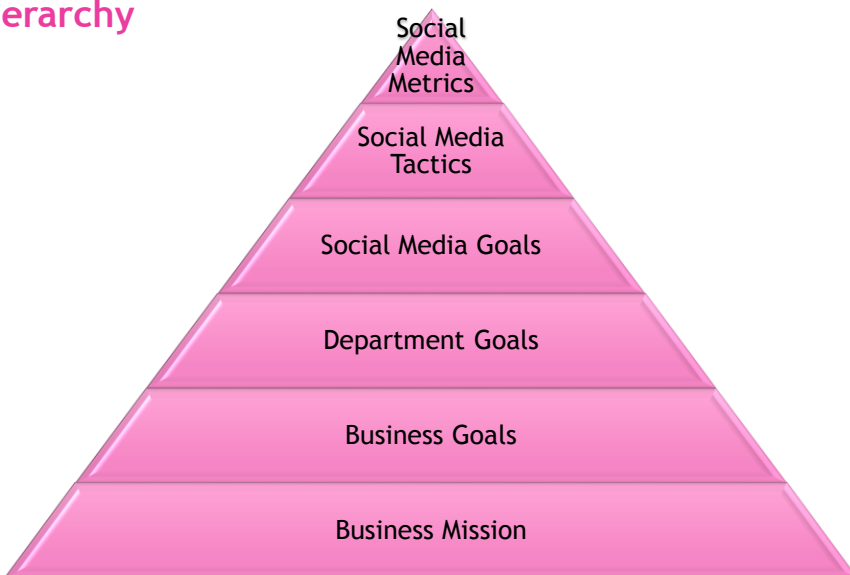 erarchy
Social
Media
Metrics
Social Media
Tactics
Social Media Goals
Department Goals
Business Goals
Business Mission